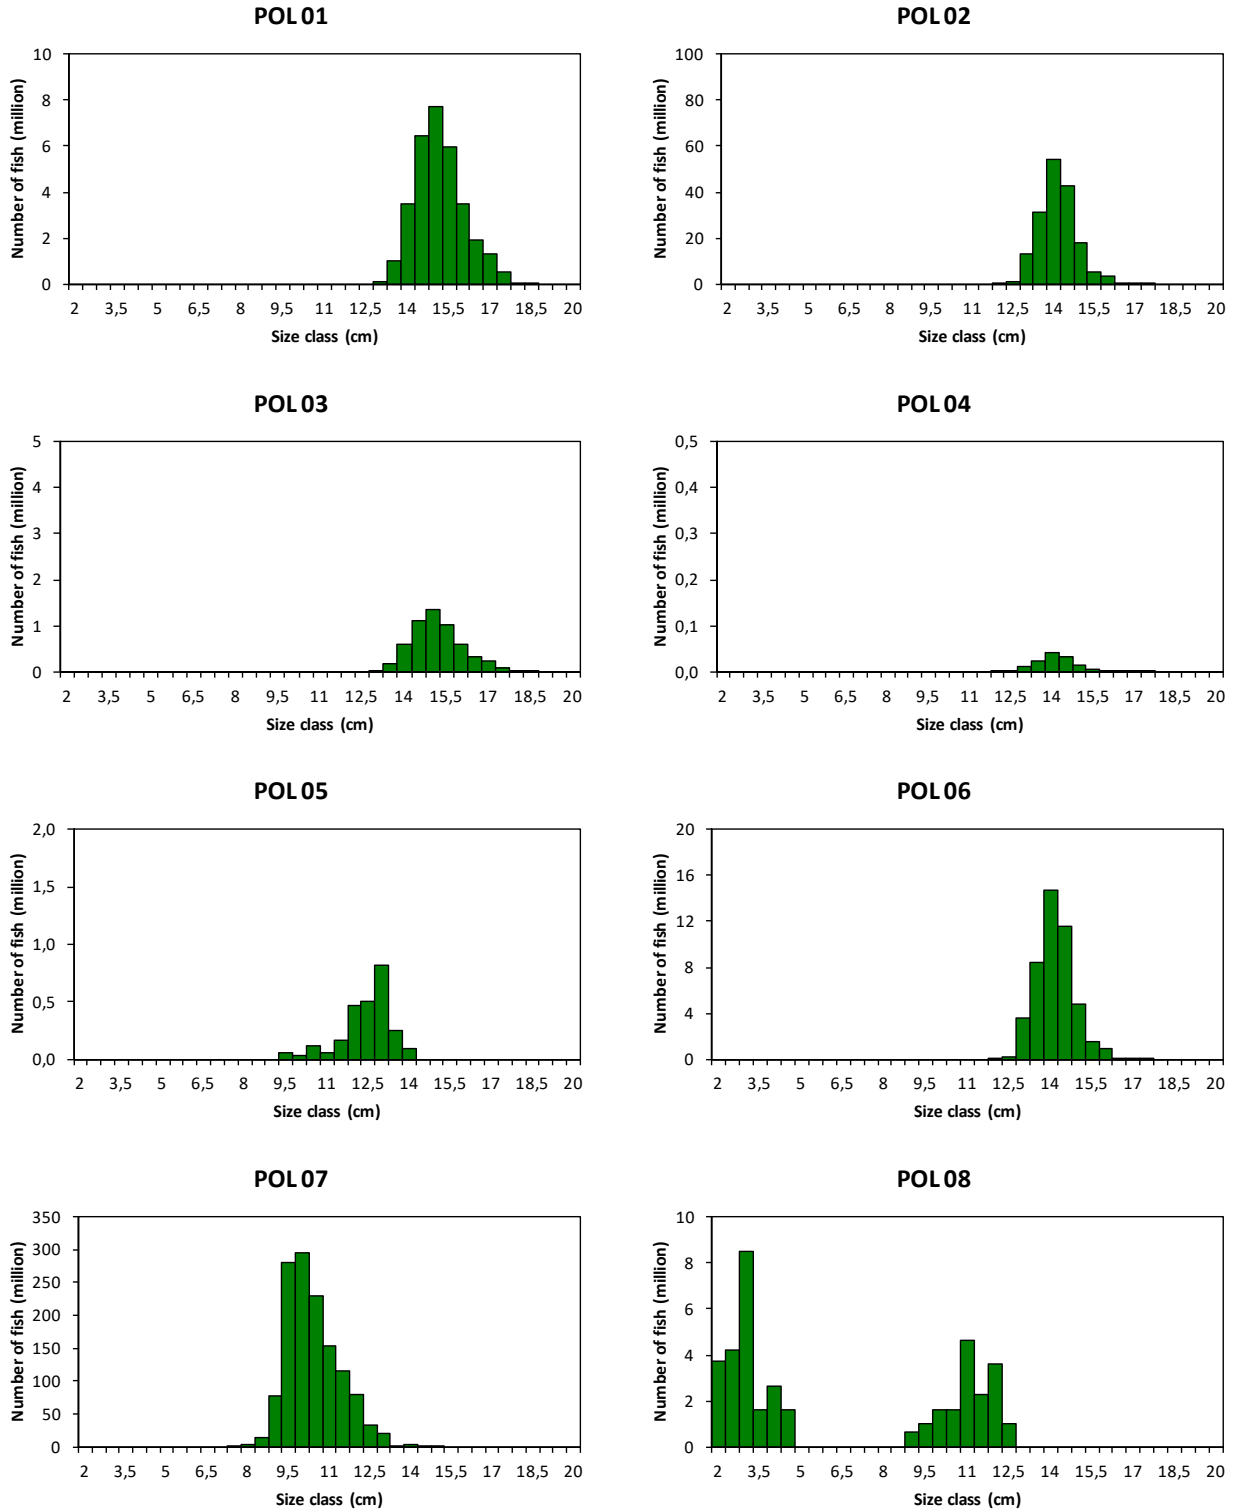 POL 01
10
8
6
4
2
0
Number of fish (million)
2 3,5 5 6,5 8 9,5 11 12,5 14 15,5 17 18,5 20
Size class (cm)
POL 02
100
80
60
40
20
0
Number of fish (million)
2 3,5 5 6,5 8 9,5 11 12,5 14 15,5 17 18,5 20
Size class (cm)
POL 03
5
4
3
2
1
0
Number of fish (million)
2 3,5 5 6,5 8 9,5 11 12,5 14 15,5 17 18,5 20
Size class (cm)
POL 04
0,5
0,4
0,3
0,2
0,1
0,0
Number of fish (million)
2 3,5 5 6,5 8 9,5 11 12,5 14 15,5 17 18,5 20
Size class (cm)
POL 05
2,0
1,5
1,0
0,5
0,0
Number of fish (million)
2 3,5 5 6,5 8 9,5 11 12,5 14 15,5 17 18,5 20
Size class (cm)
POL 06
20
16
12
8
4
0
Number of fish (million)
2 3,5 5 6,5 8 9,5 11 12,5 14 15,5 17 18,5 20
Size class (cm)
POL 07
350
300
250
200
150
100
50
0
Number of fish (million)
2 3,5 5 6,5 8 9,5 11 12,5 14 15,5 17 18,5 20
Size class (cm)
POL 08
10
8
6
4
2
0
Number of fish (million)
2 3,5 5 6,5 8 9,5 11 12,5 14 15,5 17 18,5 20
Size class (cm)